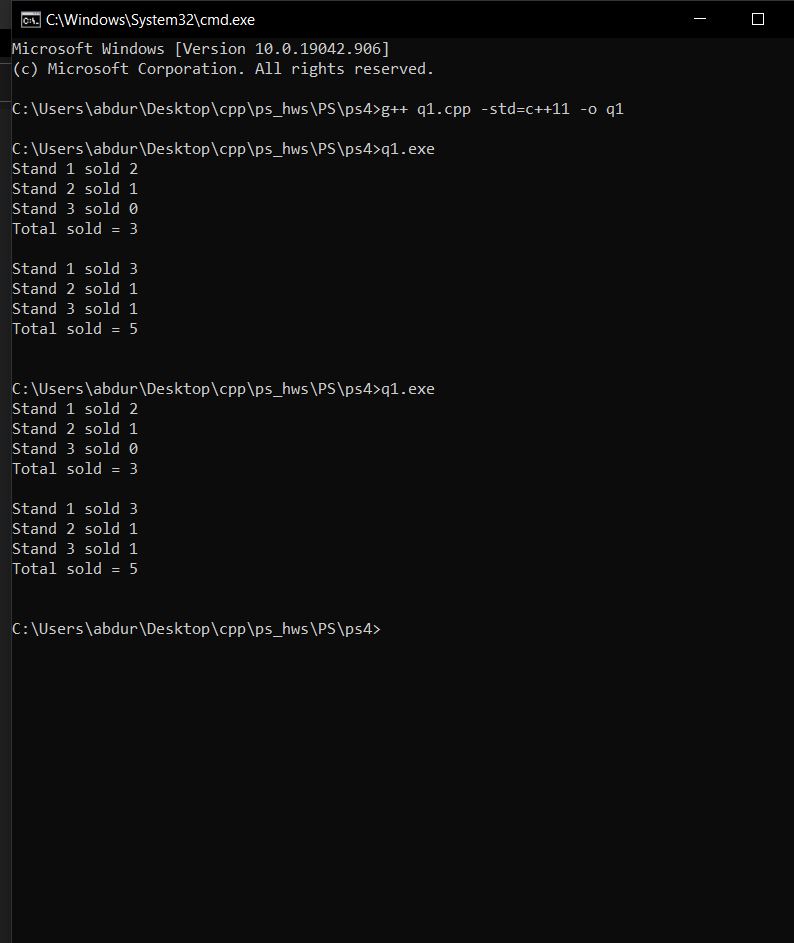 C:\Windows\System32\cmd.exe
Microsoft Windows [Version 10.0.19042.906]
(c) Microsoft Corporation. All rights reserved.
C:\Users\abdur\Desktop\cpp\ps_hws\PS\ps4>g++ q1.cpp -std=c++11 -o q1
C:\Users\abdur\Desktop\cpp\ps_hws\PS\ps4>q1.exe
Stand 1 sold 2
Stand 2 sold 1
Stand 3 sold 0
Total sold = 3
Stand 1 sold 3
Stand 2 sold 1
Stand 3 sold 1
Total sold = 5
C:\Users\abdur\Desktop\cpp\ps_hws\PS\ps4>q1.exe
Stand 1 sold 2
Stand 2 sold 1
Stand 3 sold 0
Total sold = 3
Stand 1 sold 3
Stand 2 sold 1
Stand 3 sold 1
Total sold = 5
C:\Users\abdur\Desktop\cpp\ps_hws\PS\ps4>